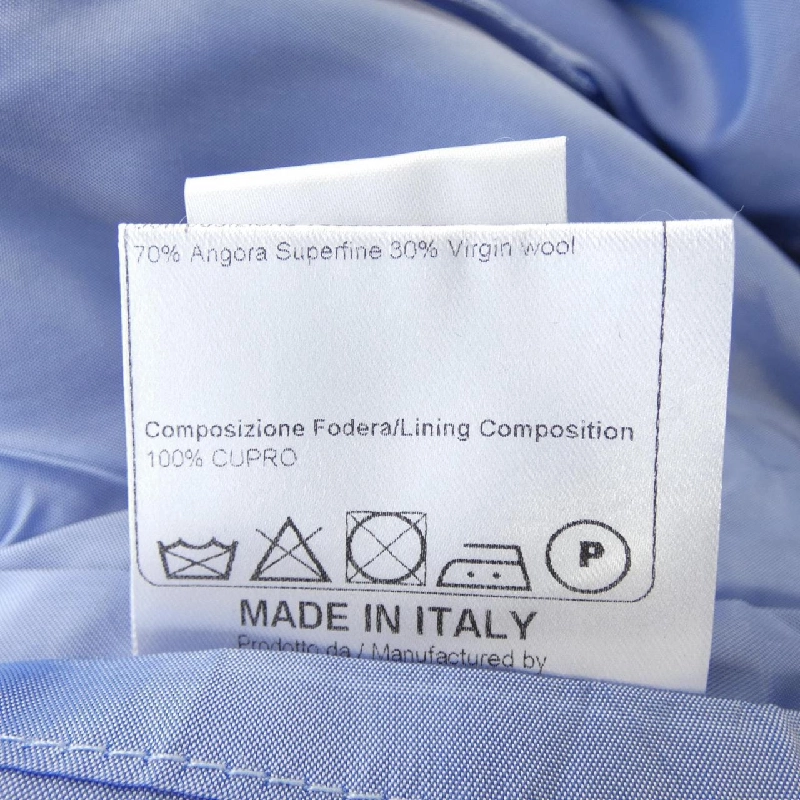 70% Angora Superfine 30% Virgin wool
Composizione Fodera/Lining Composition
100% CUPRO
P
MADE IN ITALY
Prodotto da / Manufactured by